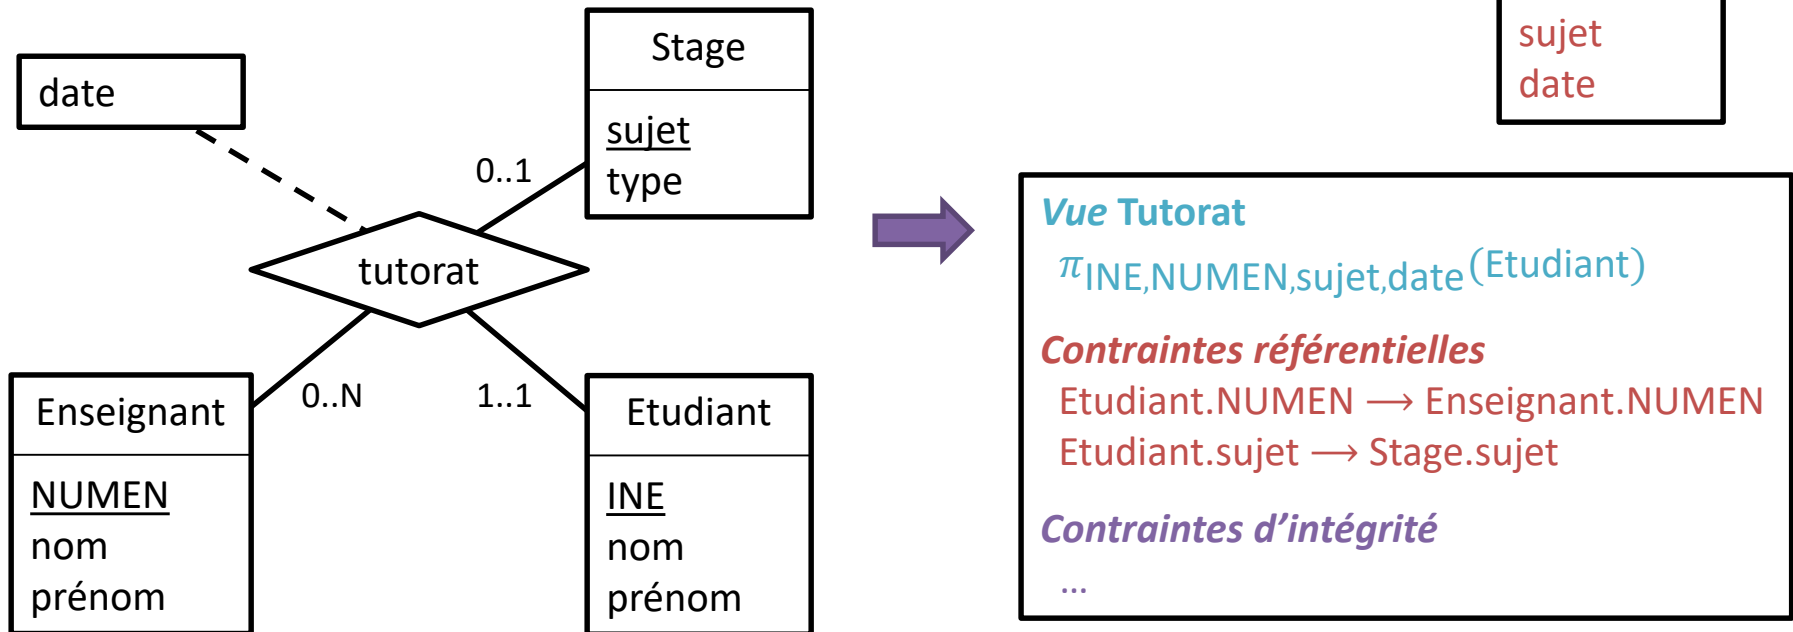 date
Stage
sujet
type
0..1
tutorat
0..N
1..1
Enseignant
NUMEN
nom
prénom
Etudiant
INE
nom
prénom
sujet
date
Vue Tutorat
π INE,NUMEN,sujet,date (Etudiant)
Contraintes référentielles
Etudiant.NUMEN → Enseignant.NUMEN
Etudiant.sujet → Stage.sujet
Contraintes d’intégrité
...